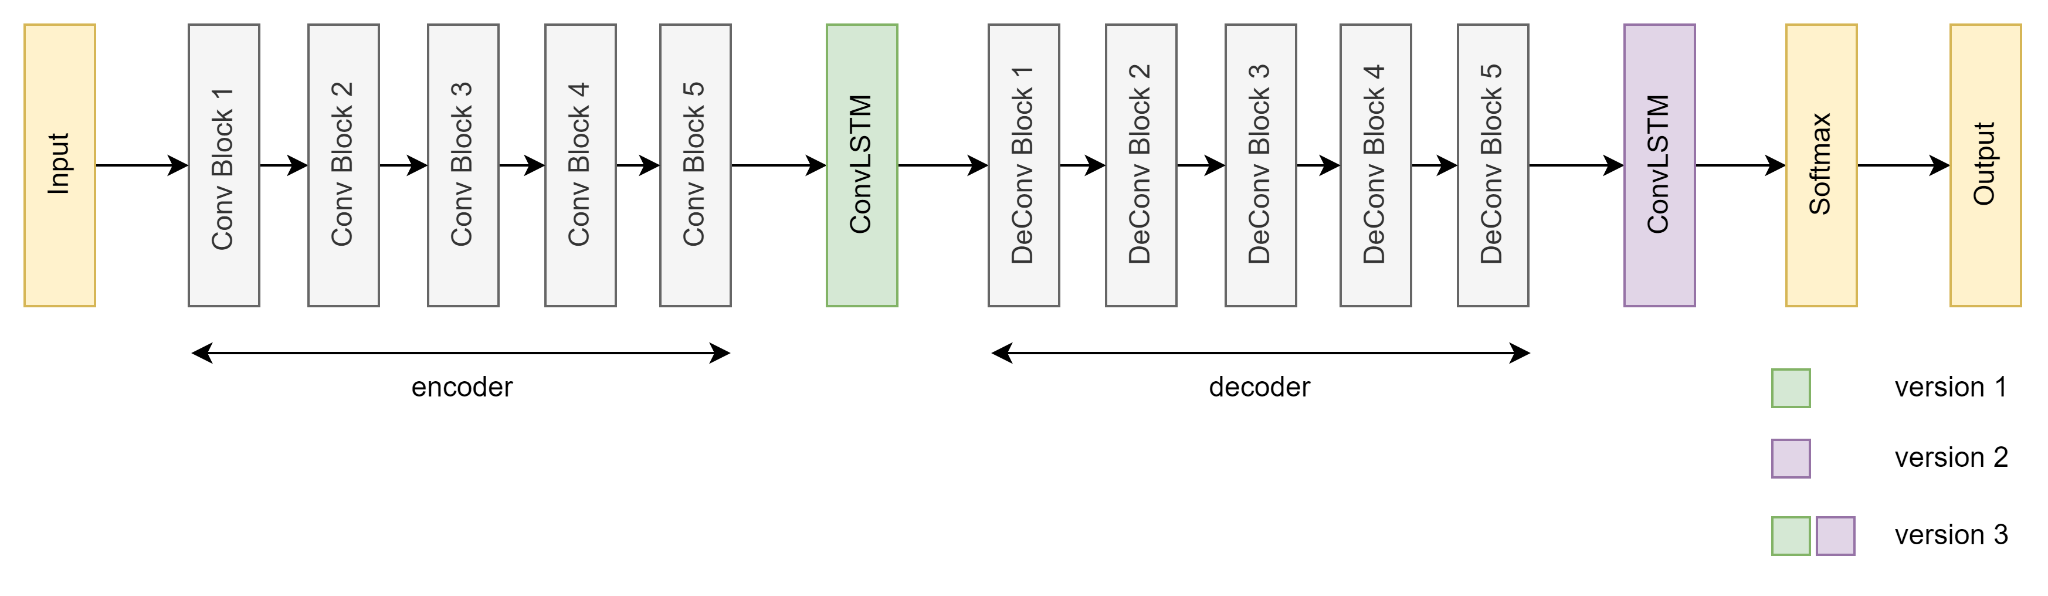 Input
Conv Block 1
Conv Block 2
Conv Block 3
Conv Block 4
Conv Block 5
ConvLSTM
DeConv Block 1
DeConv Block 2
DeConv Block 3
DeConv Block 4
DeConv Block 5
ConvLSTM
Softmax
Output
encoder
decoder
version 1
version 2
version 3